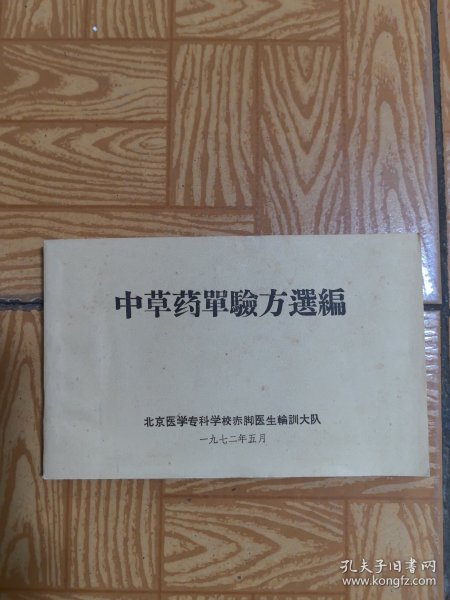 中草药單驗方選編
北京医学专科学校赤脚医生輪訓大队
一九七二年五月
孔夫子旧书网
www.kongfz.com